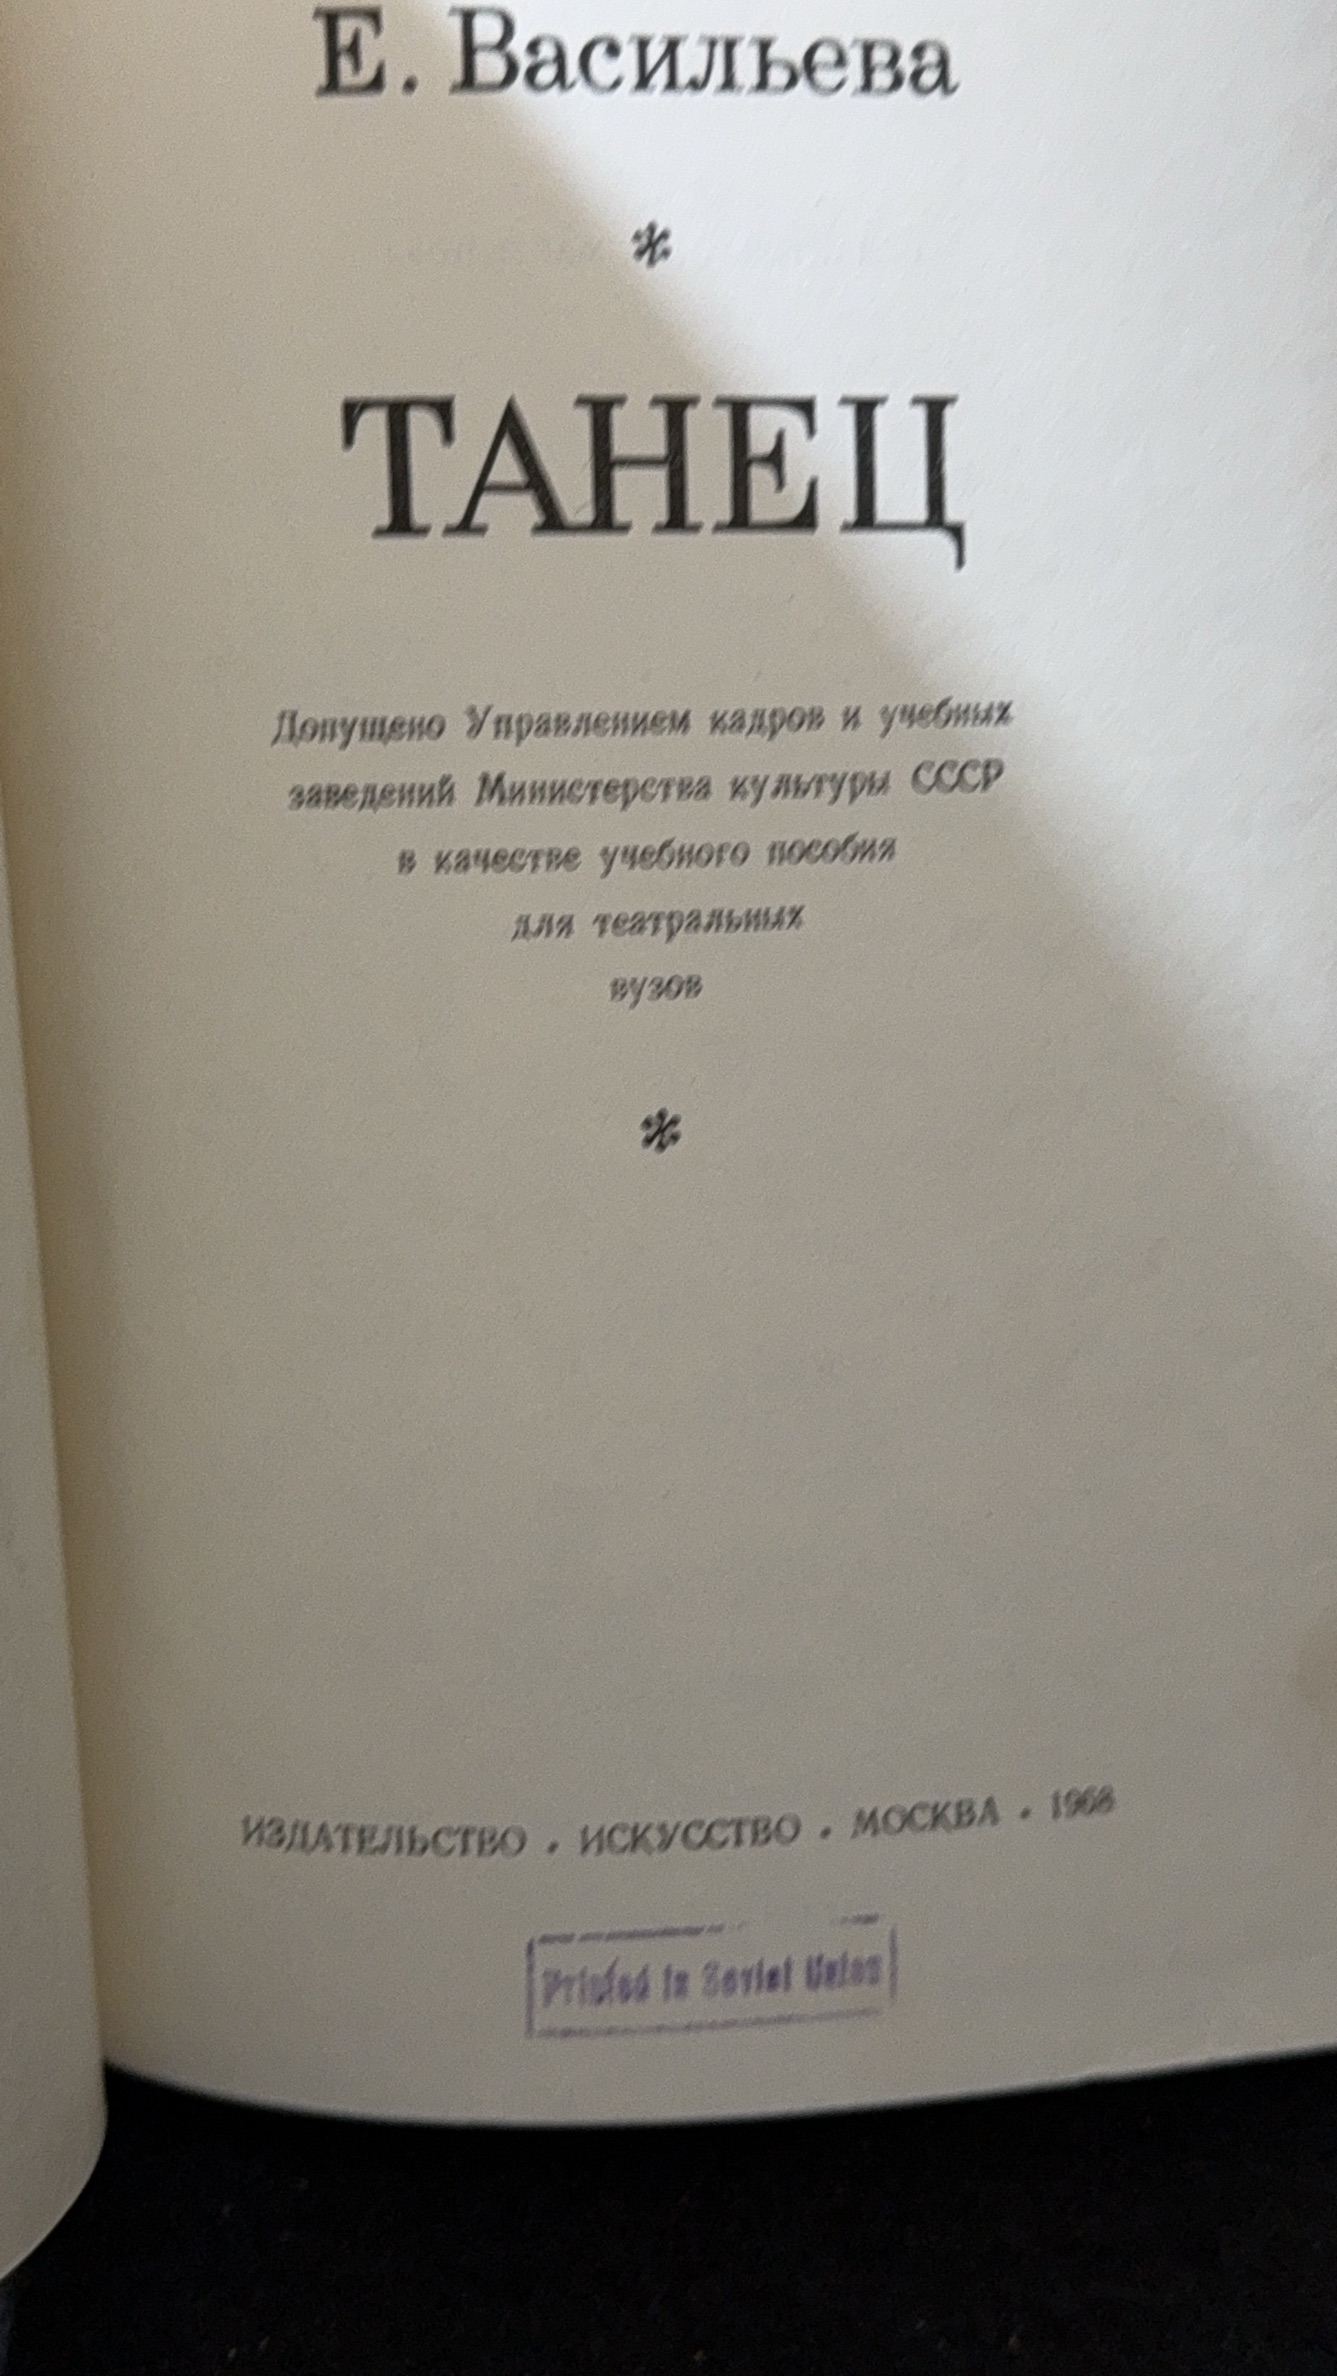 Е. Васильева
*
ТАНЕЦ
Допущено Управлением кадров и учебных
заведений Министерства культуры СССР
в качестве учебного пособия
для театральных
вузов
*
ИЗДАТЕЛЬСТВО • ИСКУССТВО • МОСКВА • 1968
Printed in Soviet Union